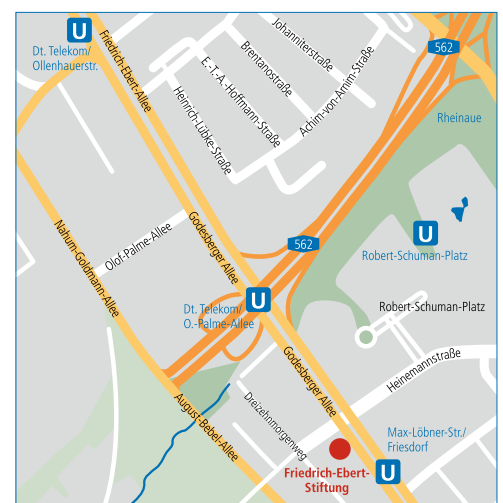 U
Dt. Telekom/
Ollenhauerstr.
Friedrich-Ebert-Allee
Johanniterstraße
Brentanostraße
E.-T.-A.-Hoffmann-Straße
Heinrich-Lübke-Straße
Achim-von-Arnim-Straße
562
Rheinaue
Nahum-Goldmann-Allee
Olof-Palme-Allee
Godesberger Allee
562
U
Robert-Schuman-Platz
Dt. Telekom/
O.-Palme-Allee
U
Robert-Schuman-Platz
Godesberger Allee
Heinemannstraße
August-Bebel-Allee
Dreizehnmorgenweg
Max-Löbner-Str./
Friesdorf
U
Friedrich-Ebert-
Stiftung